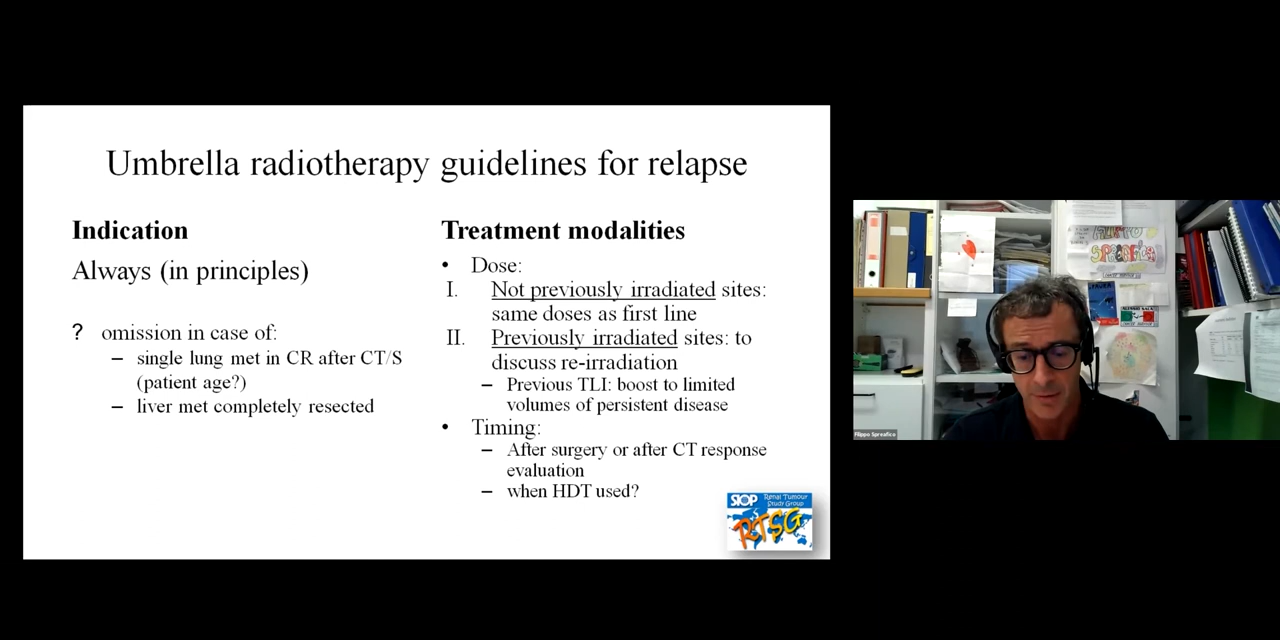 Umbrella radiotherapy guidelines for relapse
Indication
Always (in principles)
? omission in case of:
– single lung met in CR after CT/S
(patient age?)
– liver met completely resected
Treatment modalities
• Dose:
I. Not previously irradiated sites:
same doses as first line
II. Previously irradiated sites: to
discuss re-irradiation
– Previous TLI: boost to limited
volumes of persistent disease
• Timing:
– After surgery or after CT response
evaluation
– when HDT used?
SIOP Renal Tumour
Study Group
RTSG
FILIPPO
Filippo Spreafico